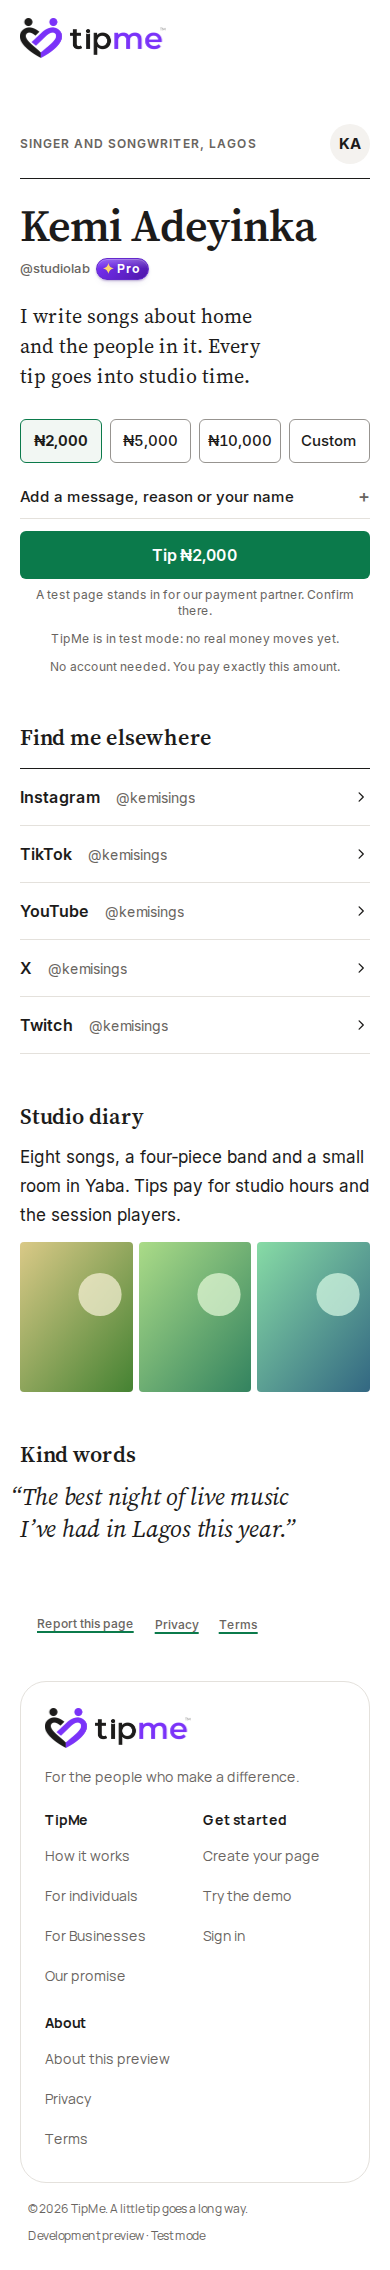 tipme™
SINGER AND SONGWRITER, LAGOS
KA
Kemi Adeyinka
@studiolab
✦ Pro
I write songs about home
and the people in it. Every
tip goes into studio time.
₦2,000
₦5,000
₦10,000
Custom
Add a message, reason or your name
+
Tip ₦2,000
A test page stands in for our payment partner. Confirm
there.
TipMe is in test mode: no real money moves yet.
No account needed. You pay exactly this amount.
Find me elsewhere
Instagram @kemisings
TikTok @kemisings
YouTube @kemisings
X @kemisings
Twitch @kemisings
Studio diary
Eight songs, a four-piece band and a small
room in Yaba. Tips pay for studio hours and
the session players.
Kind words
“The best night of live music
I’ve had in Lagos this year.”
Report this page
Privacy
Terms
tipme™
For the people who make a difference.
TipMe
How it works
For individuals
For Businesses
Our promise
Get started
Create your page
Try the demo
Sign in
About
About this preview
Privacy
Terms
© 2026 TipMe. A little tip goes a long way.
Development preview · Test mode